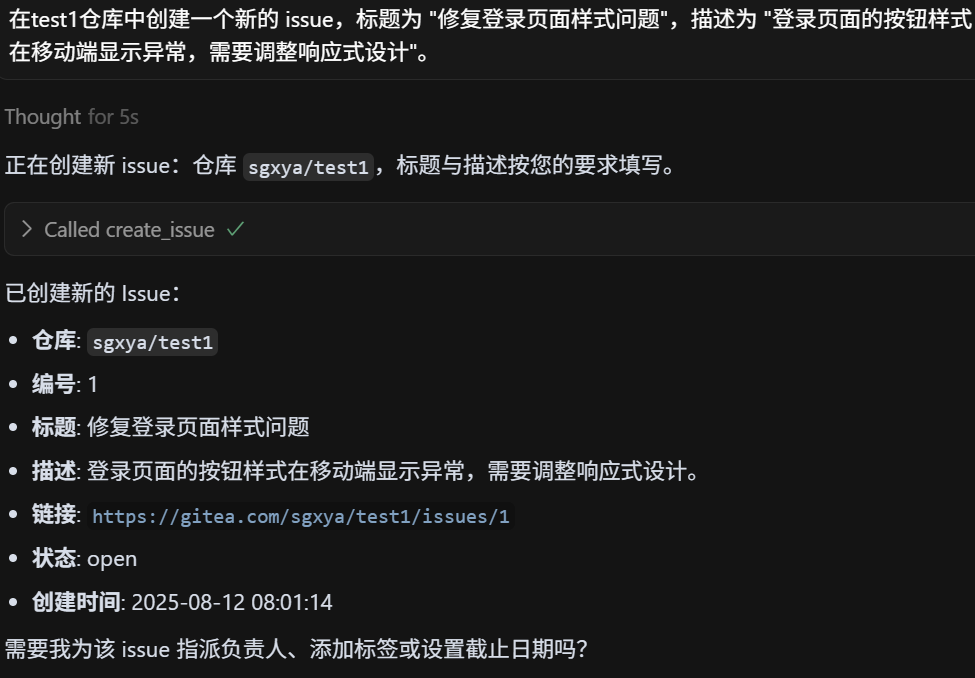 在test1仓库中创建一个新的 issue，标题为 "修复登录页面样式问题"，描述为 "登录页面的按钮样式
在移动端显示异常，需要调整响应式设计"。
Thought for 5s
正在创建新 issue：仓库 sgxya/test1，标题与描述按您的要求填写。
Called create_issue
已创建新的 Issue：
仓库: sgxya/test1
编号: 1
标题: 修复登录页面样式问题
描述: 登录页面的按钮样式在移动端显示异常，需要调整响应式设计。
链接: https://gitea.com/sgxya/test1/issues/1
状态: open
创建时间: 2025-08-12 08:01:14
需要我为该 issue 指派负责人、添加标签或设置截止日期吗？